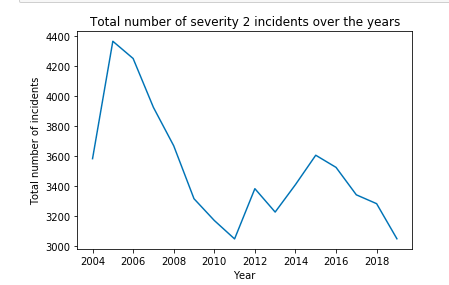 Total number of severity 2 incidents over the years
4400
4200
4000
3800
3600
3400
3200
3000
Total number of incidents
2004 2006 2008 2010 2012 2014 2016 2018
Year